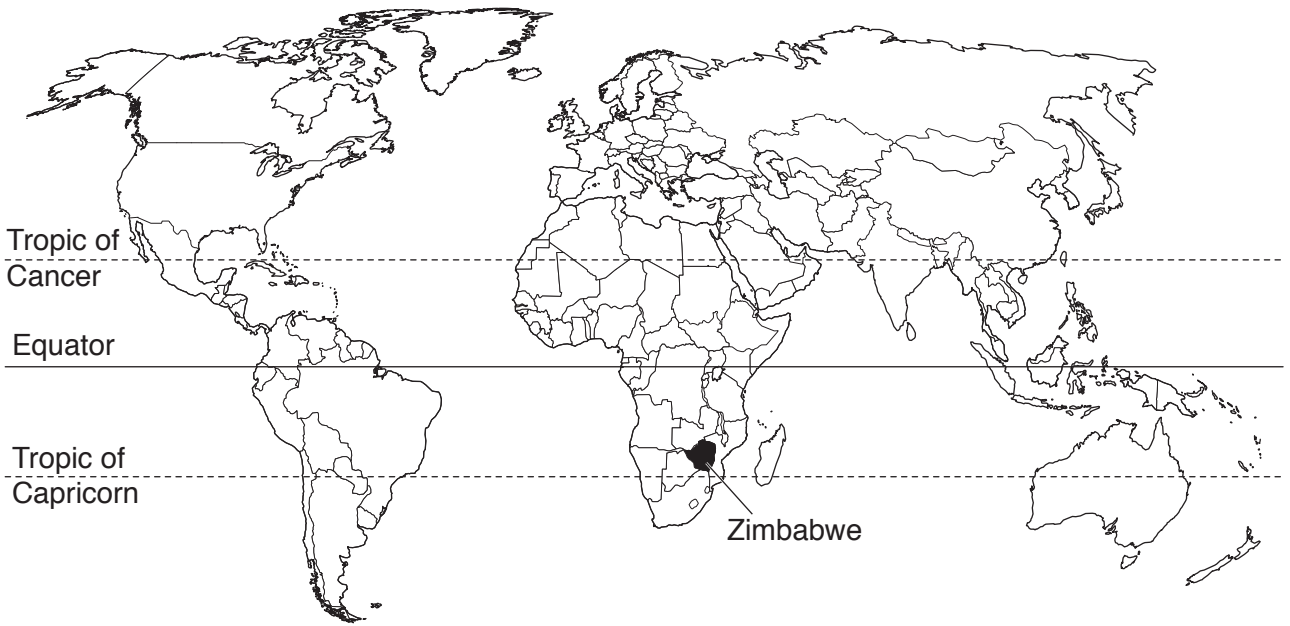 Tropic of
Cancer
Equator
Tropic of
Capricorn
Zimbabwe